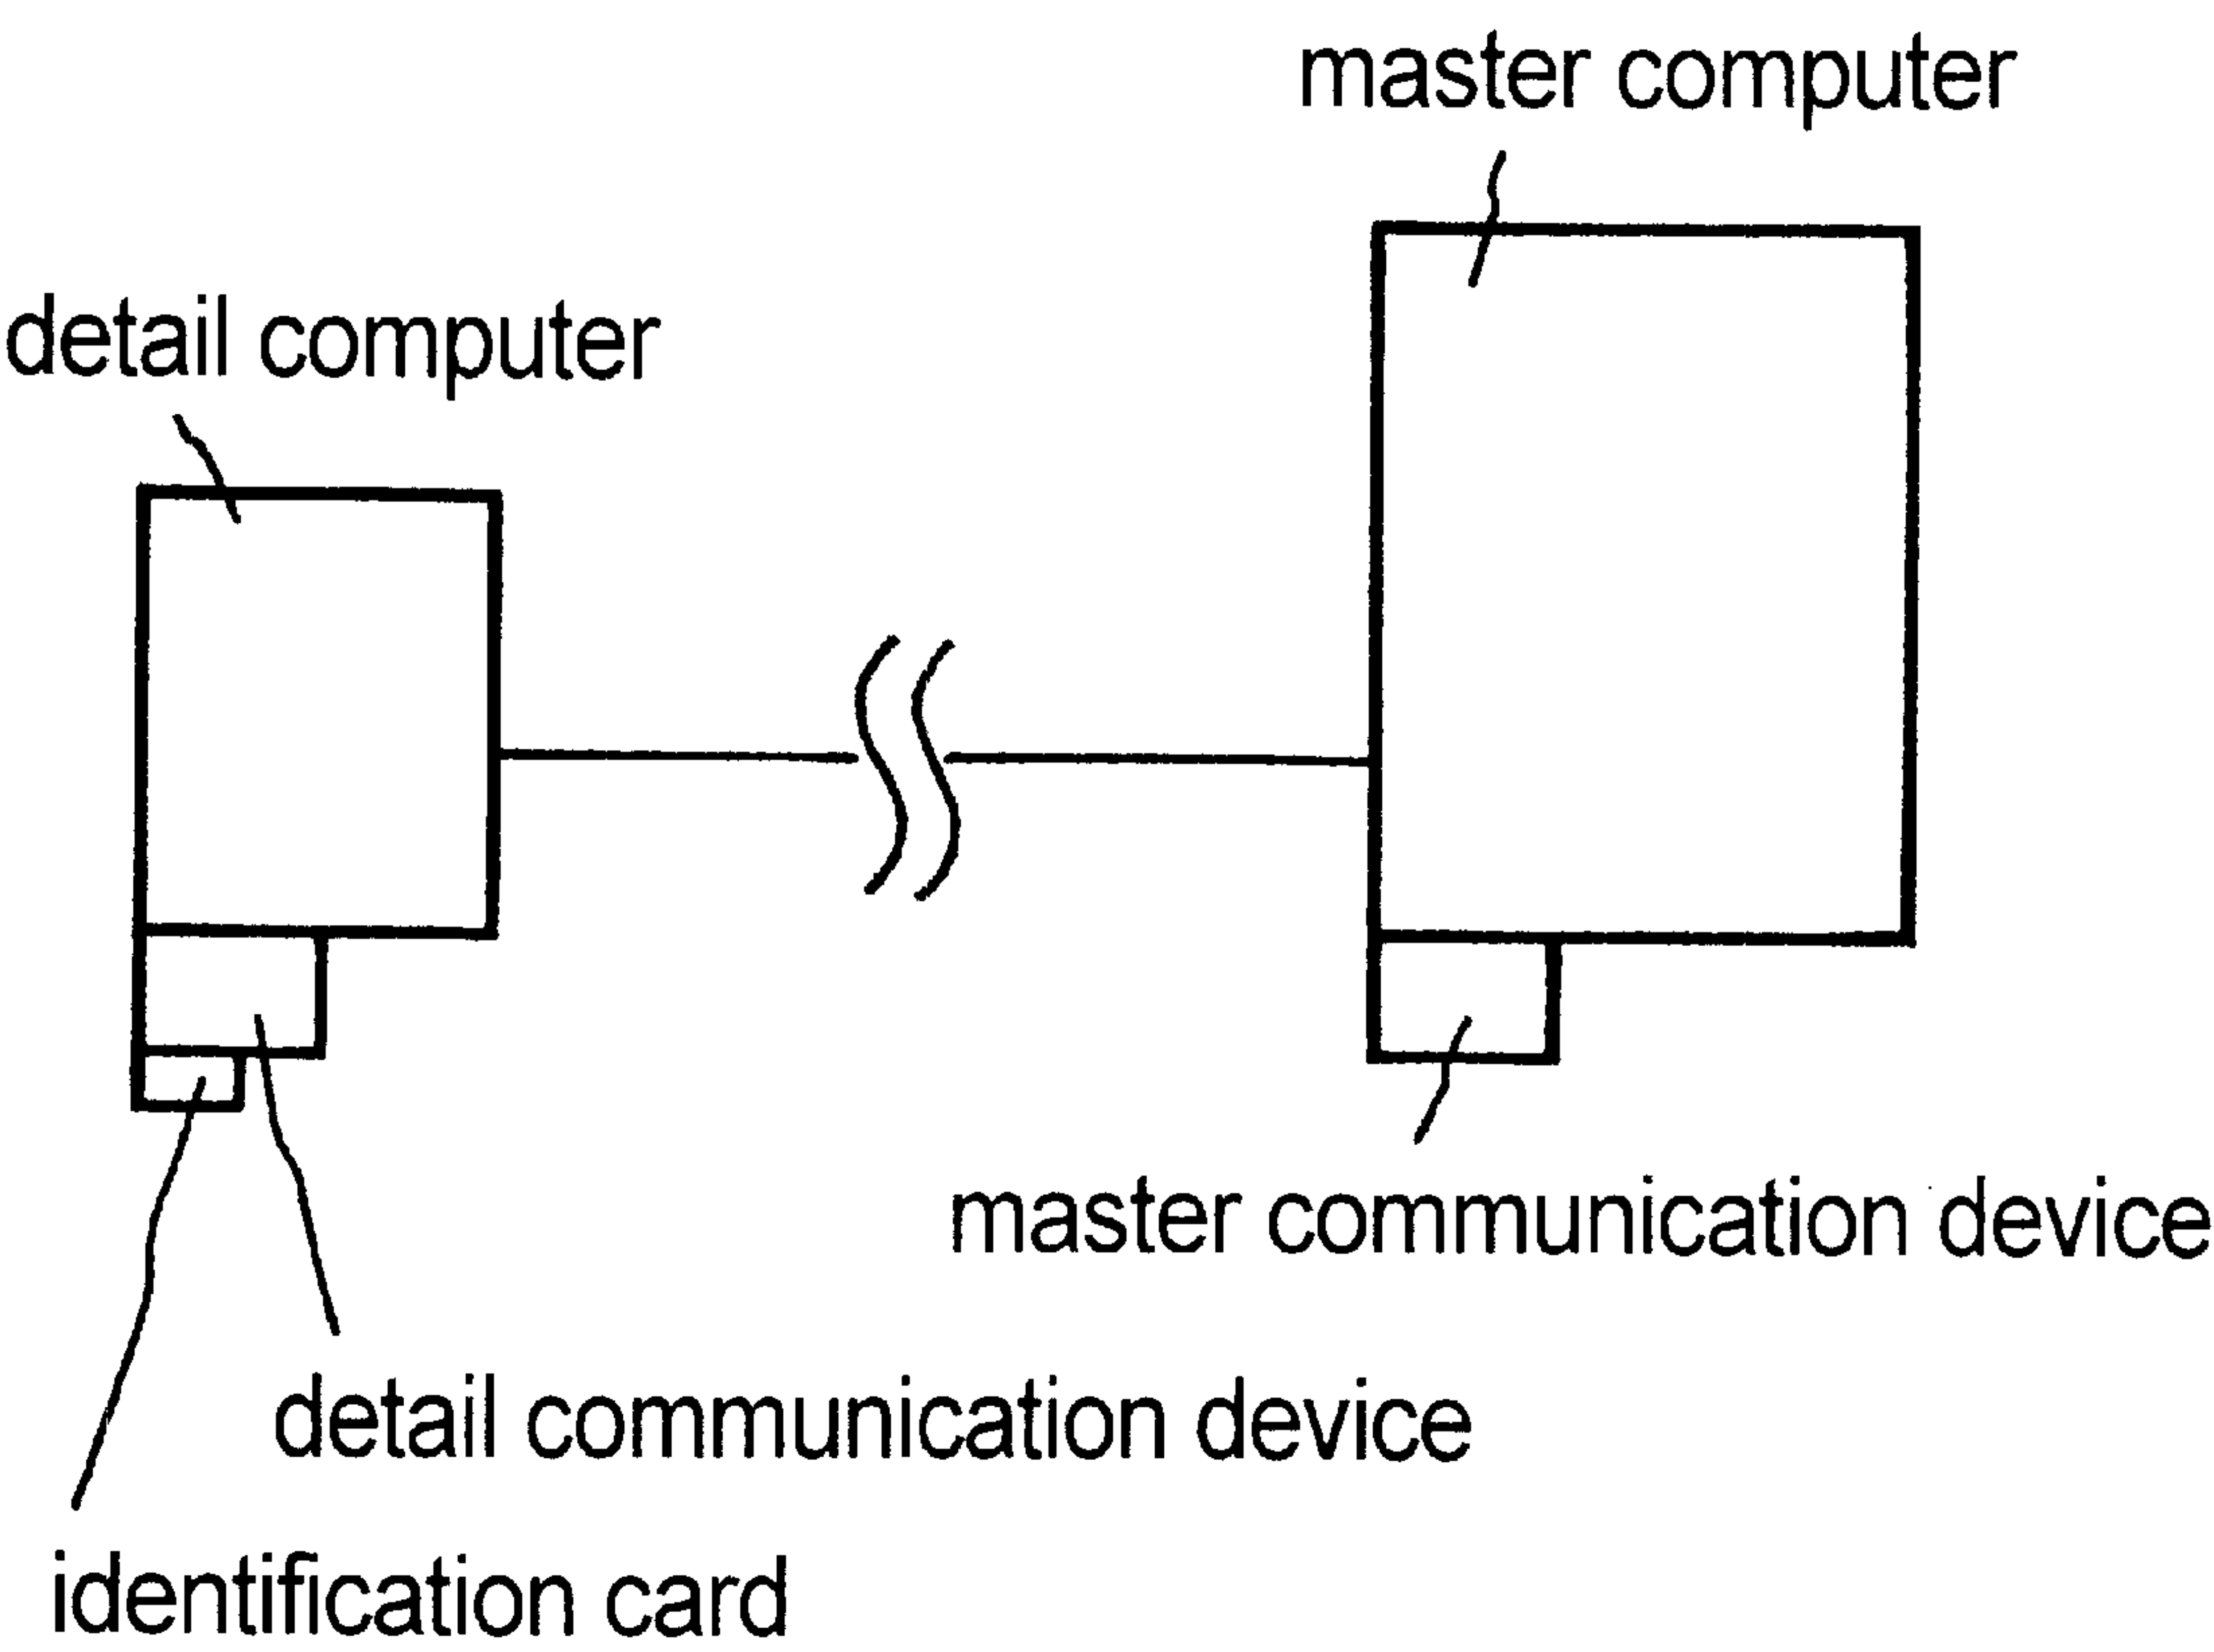 master computer
detail computer
master communication device
detail communication device
identification card